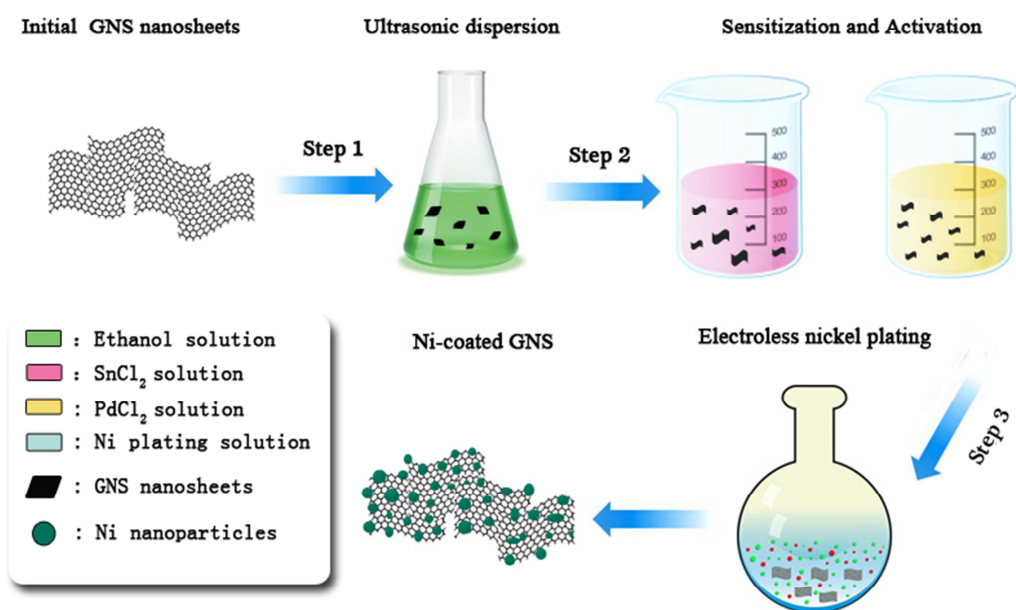 Initial GNS nanosheets
Ultrasonic dispersion
Sensitization and Activation
Step 1
Step 2
500
400
300
200
100
500
400
300
200
100
: Ethanol solution
: SnCl₂ solution
: PdCl₂ solution
: Ni plating solution
: GNS nanosheets
: Ni nanoparticles
Ni-coated GNS
Electroless nickel plating
Step 3